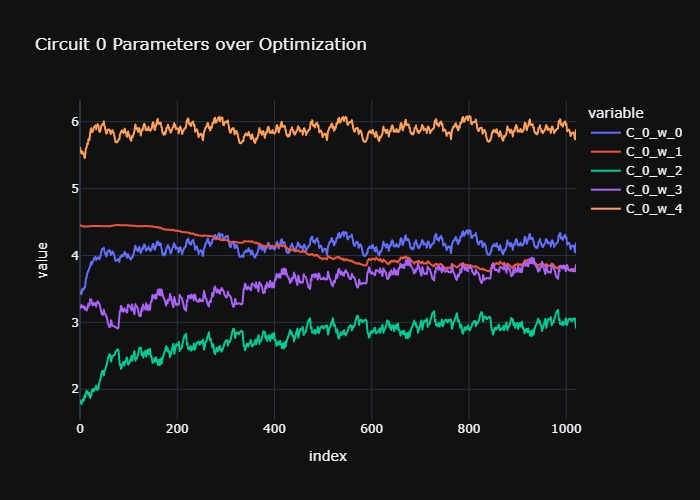 Circuit 0 Parameters over Optimization
variable
C_0_w_0
C_0_w_1
C_0_w_2
C_0_w_3
C_0_w_4
6
5
4
3
2
value
0 200 400 600 800 1000
index